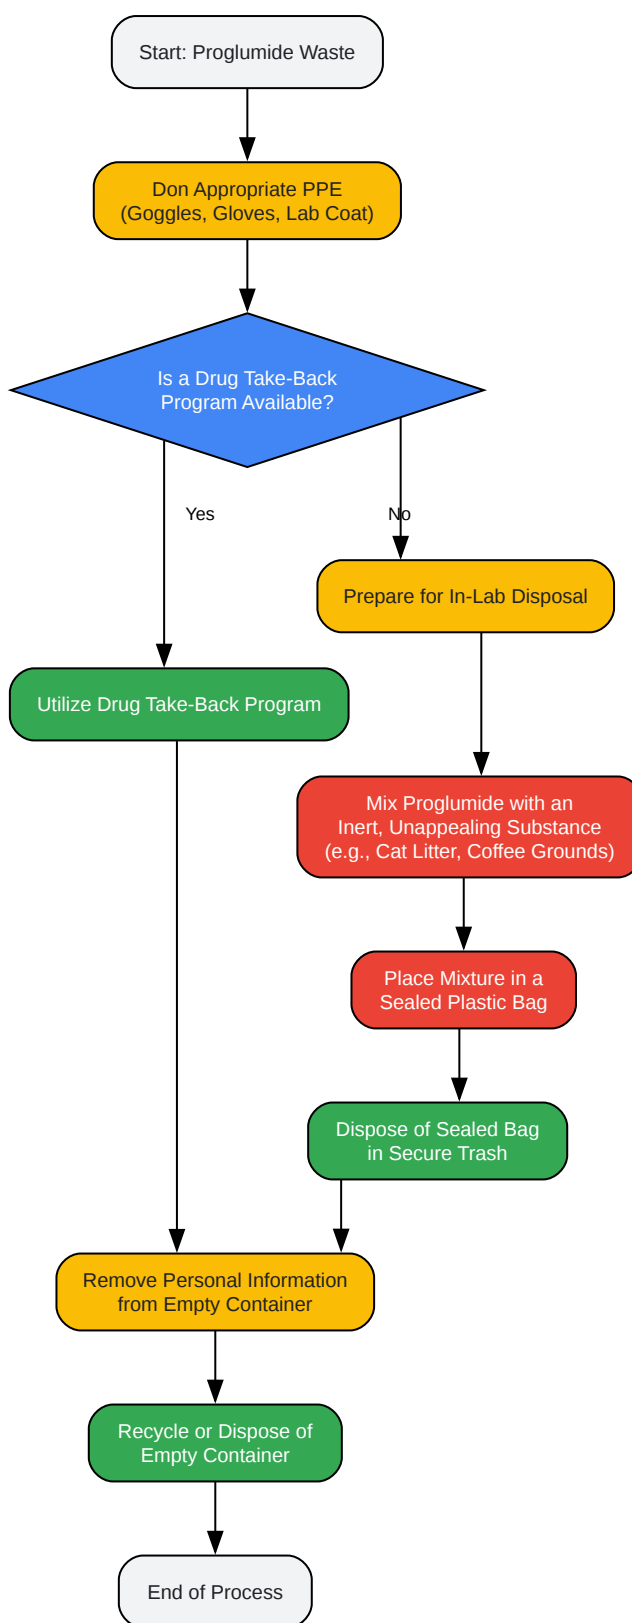 Start: Proglumide Waste
Don Appropriate PPE
(Goggles, Gloves, Lab Coat)
Is a Drug Take-Back
Program Available?
Yes
No
Prepare for In-Lab Disposal
Utilize Drug Take-Back Program
Mix Proglumide with an
Inert, Unappealing Substance
(e.g., Cat Litter, Coffee Grounds)
Place Mixture in a
Sealed Plastic Bag
Dispose of Sealed Bag
in Secure Trash
Remove Personal Information
from Empty Container
Recycle or Dispose of
Empty Container
End of Process